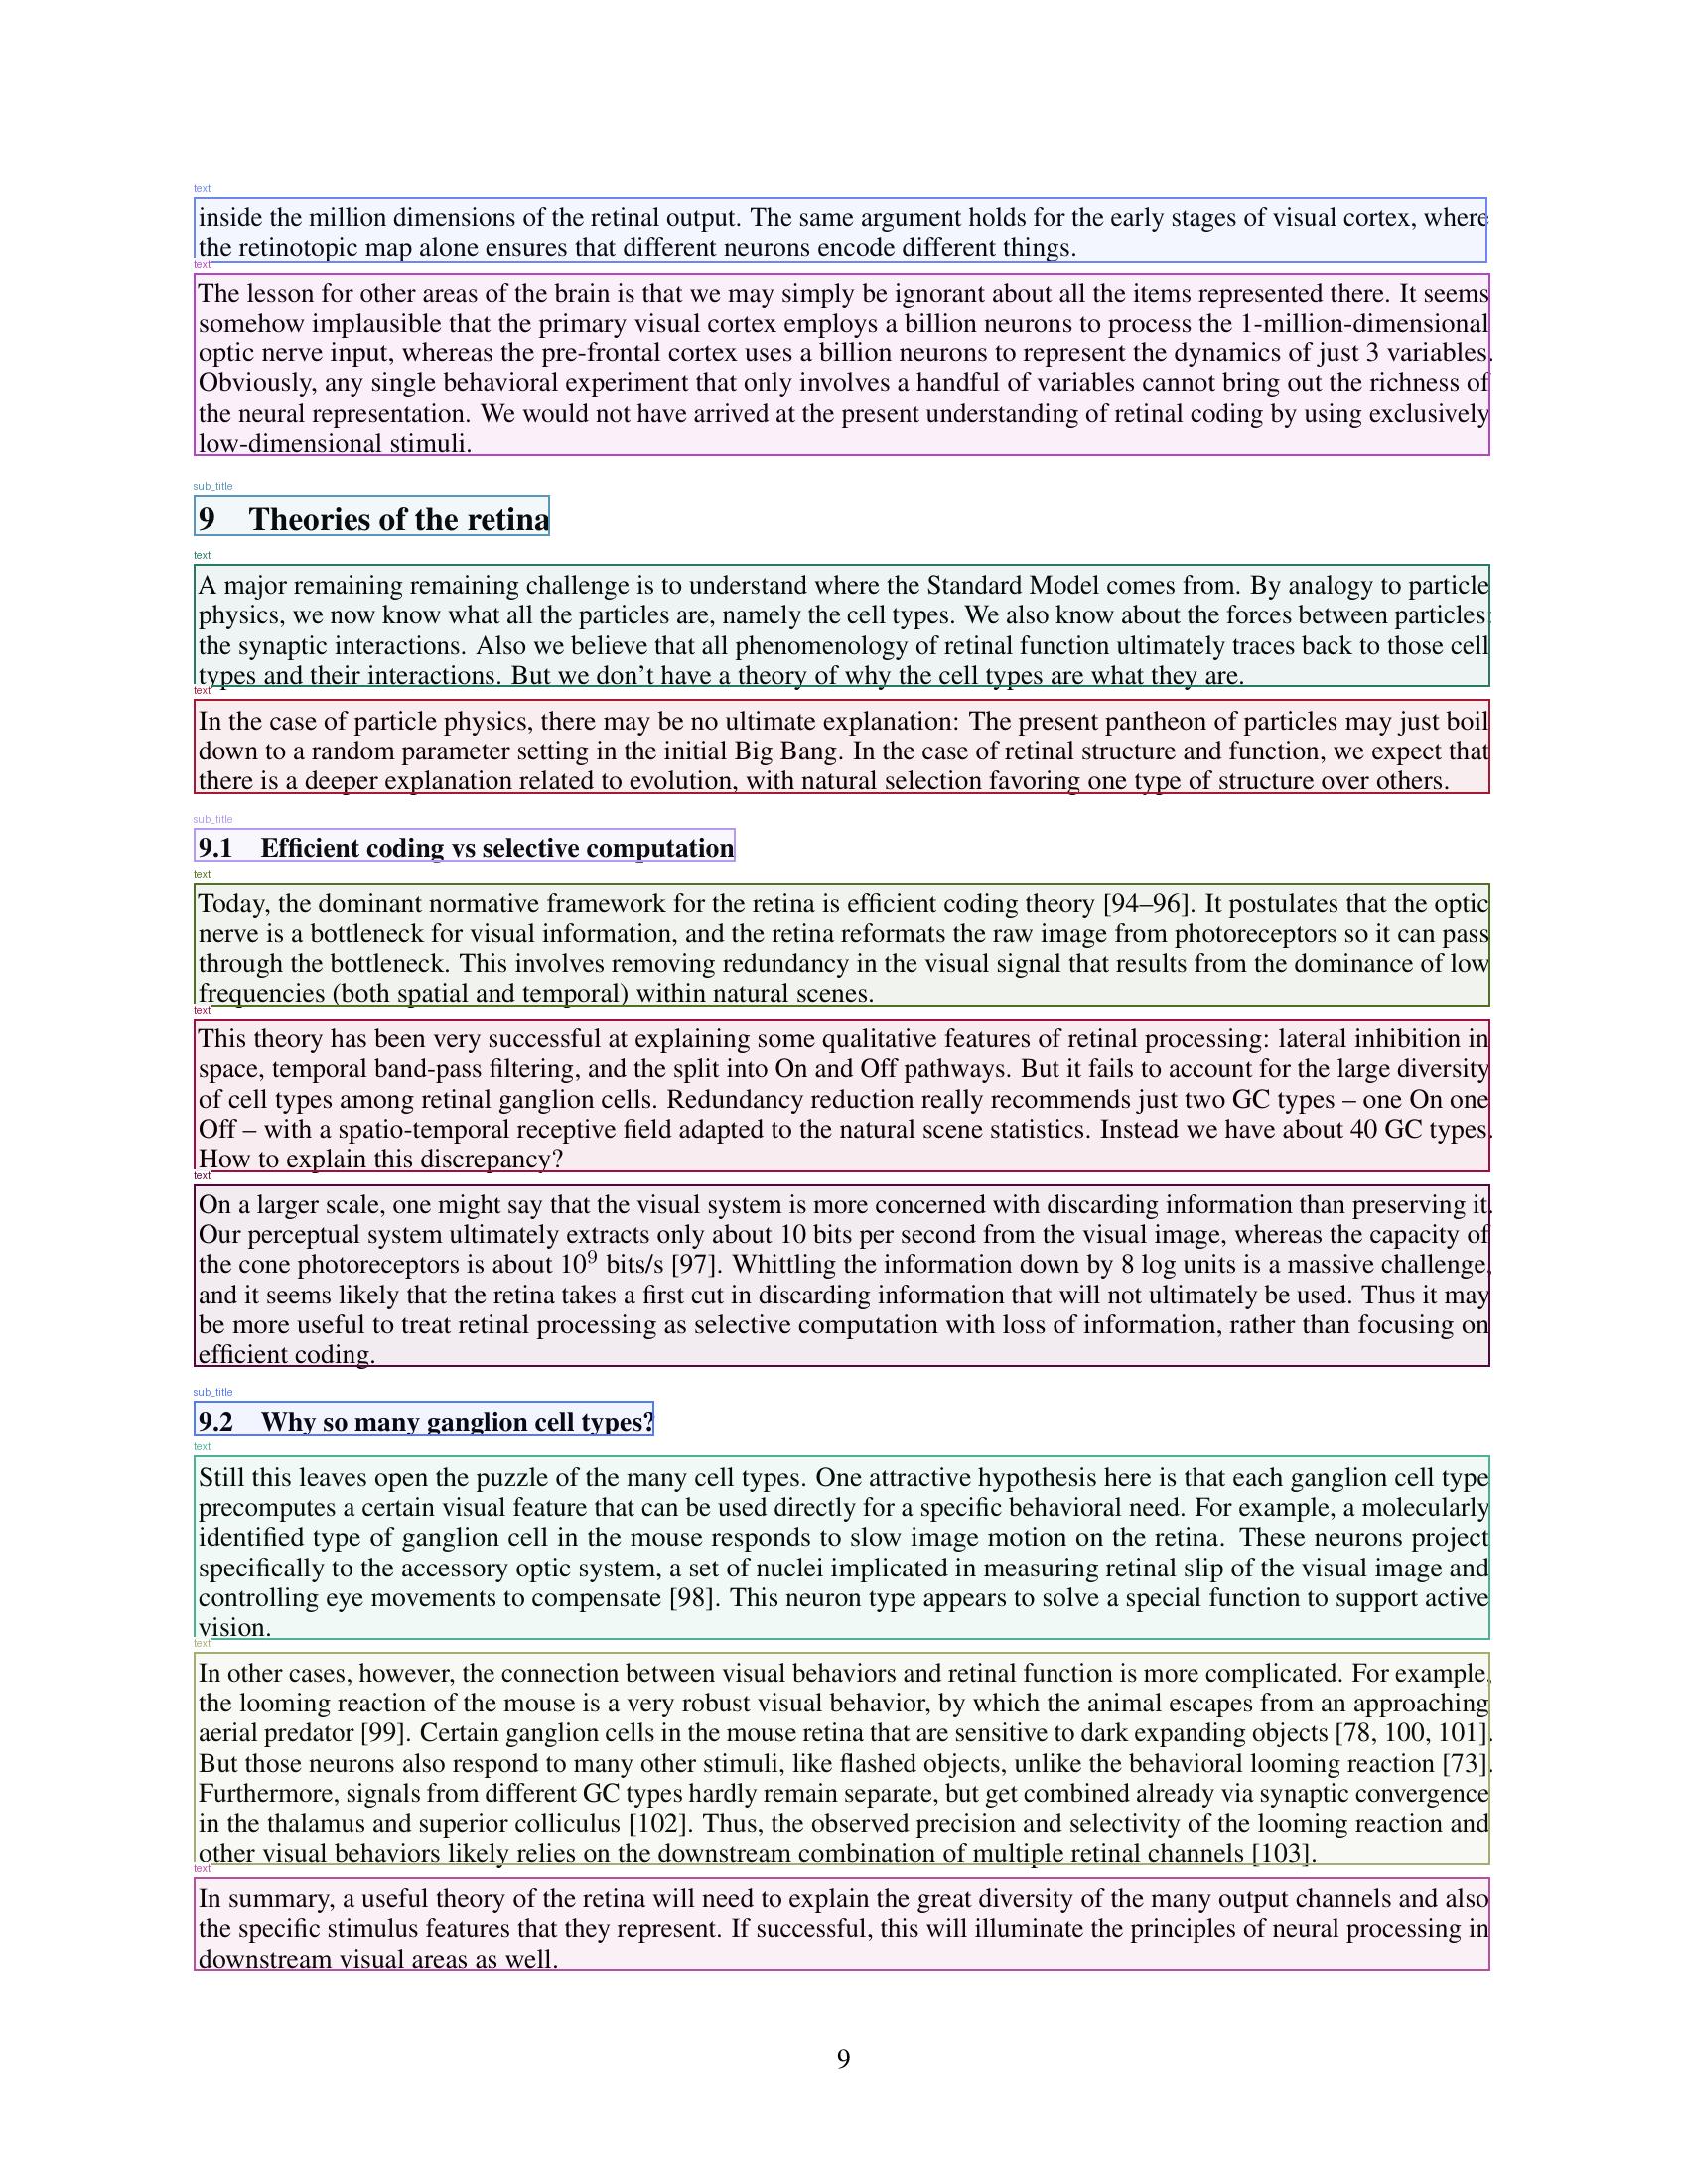 text
inside the million dimensions of the retinal output. The same argument holds for the early stages of visual cortex, where
the retinotopic map alone ensures that different neurons encode different things.
text
The lesson for other areas of the brain is that we may simply be ignorant about all the items represented there. It seems
somehow implausible that the primary visual cortex employs a billion neurons to process the 1-million-dimensional
optic nerve input, whereas the pre-frontal cortex uses a billion neurons to represent the dynamics of just 3 variables.
Obviously, any single behavioral experiment that only involves a handful of variables cannot bring out the richness of
the neural representation. We would not have arrived at the present understanding of retinal coding by using exclusively
low-dimensional stimuli.
sub_title
9 Theories of the retina
text
A major remaining remaining challenge is to understand where the Standard Model comes from. By analogy to particle
physics, we now know what all the particles are, namely the cell types. We also know about the forces between particles:
the synaptic interactions. Also we believe that all phenomenology of retinal function ultimately traces back to those cell
types and their interactions. But we don't have a theory of why the cell types are what they are.
text
In the case of particle physics, there may be no ultimate explanation: The present pantheon of particles may just boil
down to a random parameter setting in the initial Big Bang. In the case of retinal structure and function, we expect that
there is a deeper explanation related to evolution, with natural selection favoring one type of structure over others.
sub_title
9.1 Efficient coding vs selective computation
text
Today, the dominant normative framework for the retina is efficient coding theory [94–96]. It postulates that the optic
nerve is a bottleneck for visual information, and the retina reformats the raw image from photoreceptors so it can pass
through the bottleneck. This involves removing redundancy in the visual signal that results from the dominance of low
frequencies (both spatial and temporal) within natural scenes.
text
This theory has been very successful at explaining some qualitative features of retinal processing: lateral inhibition in
space, temporal band-pass filtering, and the split into On and Off pathways. But it fails to account for the large diversity
of cell types among retinal ganglion cells. Redundancy reduction really recommends just two GC types – one On one
Off – with a spatio-temporal receptive field adapted to the natural scene statistics. Instead we have about 40 GC types.
How to explain this discrepancy?
text
On a larger scale, one might say that the visual system is more concerned with discarding information than preserving it.
Our perceptual system ultimately extracts only about 10 bits per second from the visual image, whereas the capacity of
the cone photoreceptors is about 10⁹ bits/s [97]. Whittling the information down by 8 log units is a massive challenge,
and it seems likely that the retina takes a first cut in discarding information that will not ultimately be used. Thus it may
be more useful to treat retinal processing as selective computation with loss of information, rather than focusing on
efficient coding.
sub_title
9.2 Why so many ganglion cell types?
text
Still this leaves open the puzzle of the many cell types. One attractive hypothesis here is that each ganglion cell type
precomputes a certain visual feature that can be used directly for a specific behavioral need. For example, a molecularly
identified type of ganglion cell in the mouse responds to slow image motion on the retina. These neurons project
specifically to the accessory optic system, a set of nuclei implicated in measuring retinal slip of the visual image and
controlling eye movements to compensate [98]. This neuron type appears to solve a special function to support active
vision.
text
In other cases, however, the connection between visual behaviors and retinal function is more complicated. For example,
the looming reaction of the mouse is a very robust visual behavior, by which the animal escapes from an approaching
aerial predator [99]. Certain ganglion cells in the mouse retina that are sensitive to dark expanding objects [78, 100, 101].
But those neurons also respond to many other stimuli, like flashed objects, unlike the behavioral looming reaction [73].
Furthermore, signals from different GC types hardly remain separate, but get combined already via synaptic convergence
in the thalamus and superior colliculus [102]. Thus, the observed precision and selectivity of the looming reaction and
other visual behaviors likely relies on the downstream combination of multiple retinal channels [103].
text
In summary, a useful theory of the retina will need to explain the great diversity of the many output channels and also
the specific stimulus features that they represent. If successful, this will illuminate the principles of neural processing in
downstream visual areas as well.
9